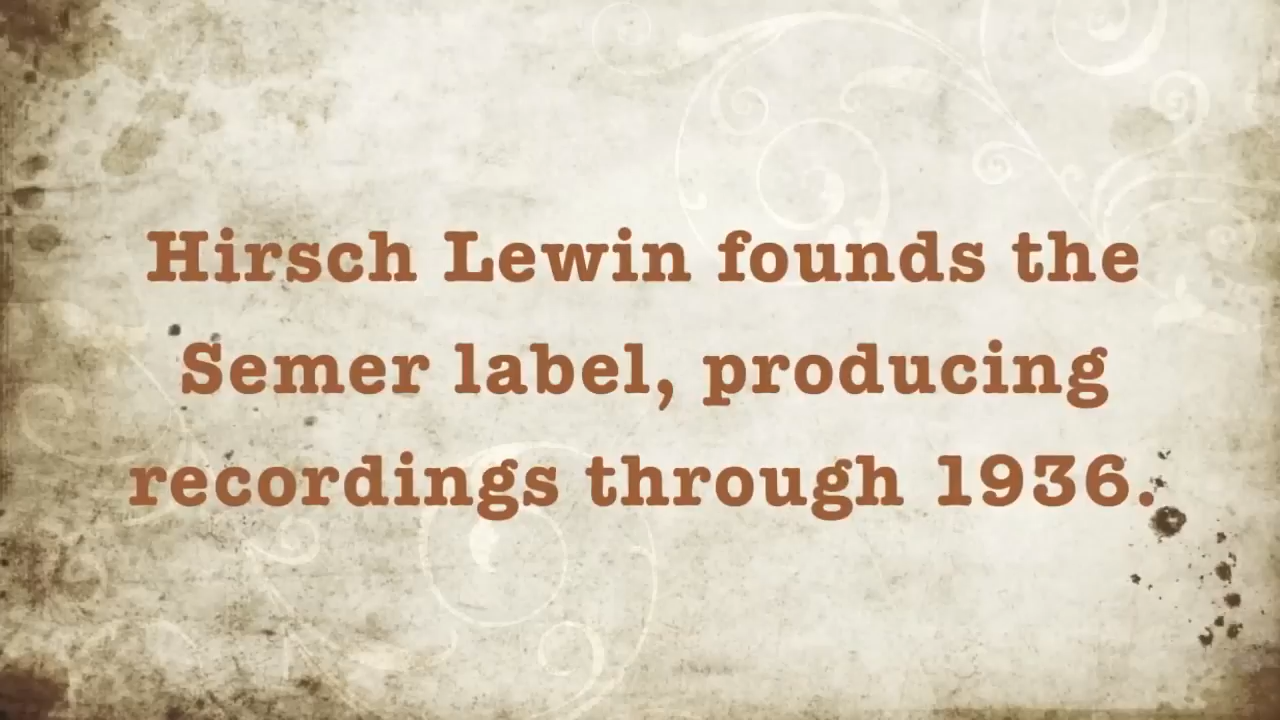 Hirsch Lewin founds the
Semer label, producing
recordings through 1936.